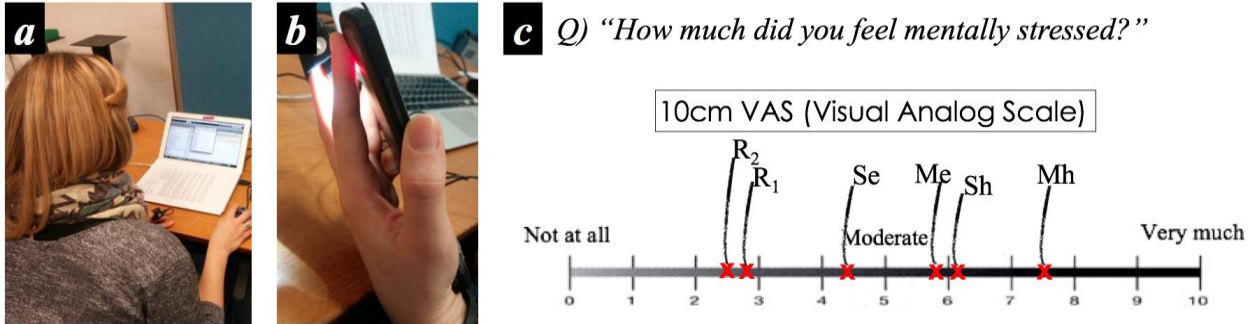 a
b
c Q) “How much did you feel mentally stressed?”
10cm VAS (Visual Analog Scale)
R2
R1
Se
Me
Sh
Mh
Not at all
Moderate
Very much
0 1 2 3 4 5 6 7 8 9 10